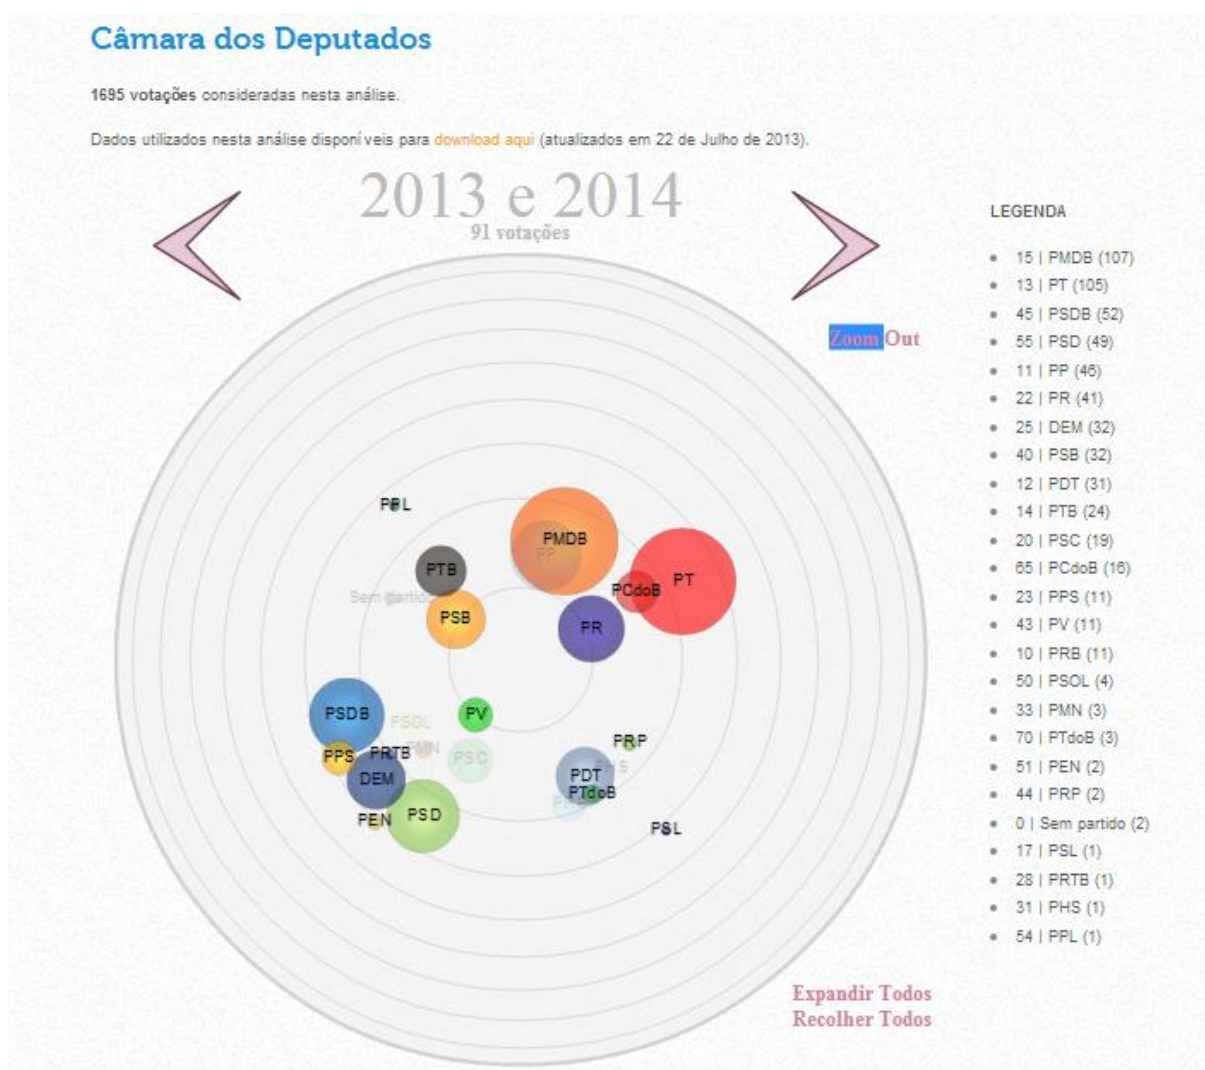 Câmara dos Deputados
1695 votações consideradas nesta análise.
Dados utilizados nesta análise disponíveis para download aqui (atualizados em 22 de Julho de 2013).
2013 e 2014
91 votações
Zoom Out
PPL
PMDB
PP
PTB
PT
PCdoB
Sem partido
PSB
PR
PSDB
PSOL
PV
PRP
PPS
PRTB
PMN
PSC
PHS
DEM
PDT
PTdoB
PEN
PSD
PSL
Expandir Todos
Recolher Todos
LEGENDA
15 | PMDB (107)
13 | PT (105)
45 | PSDB (52)
55 | PSD (49)
11 | PP (46)
22 | PR (41)
25 | DEM (32)
40 | PSB (32)
12 | PDT (31)
14 | PTB (24)
20 | PSC (19)
65 | PCdoB (16)
23 | PPS (11)
43 | PV (11)
10 | PRB (11)
50 | PSOL (4)
33 | PMN (3)
70 | PTdoB (3)
51 | PEN (2)
44 | PRP (2)
0 | Sem partido (2)
17 | PSL (1)
28 | PRTB (1)
31 | PHS (1)
54 | PPL (1)